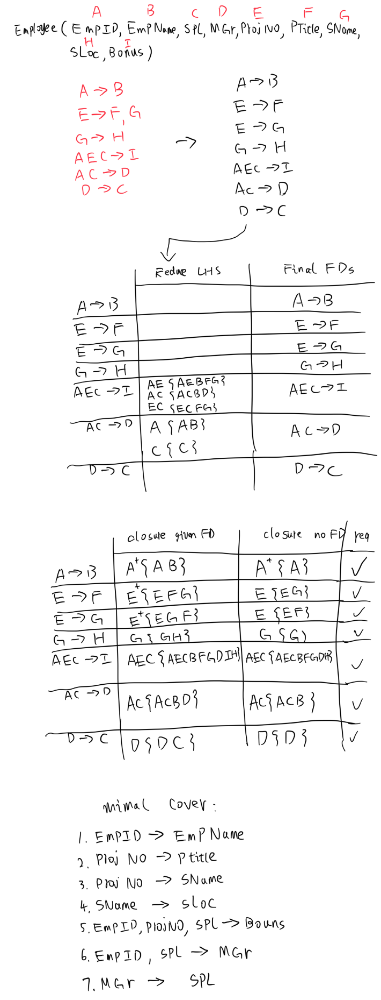 A B C D E F G
Employee ( EmpID, EmpName, SPL, MGr, ProjNO, PTitle, SName,
H I
SLoc, Bonus )
A → B
E → F, G
G → H
AEC → I
AC → D
D → C
→
A → B
E → F
E → G
G → H
AEC → I
AC → D
D → C
Reduce LHS Final FDs
A → B A → B
E → F E → F
E → G E → G
G → H G → H
AEC → I AE {AEBFG} AEC → I
AC {ACBD}
EC {ECFG}
AC → D A {AB} AC → D
C {C}
D → C D → C
closure given FD closure no FD req
A → B A+{AB} A+{A} ✓
E → F E+{EFG} E {EG} ✓
E → G E+{EGF} E {EF} ✓
G → H G{GH} G {G} ✓
AEC → I AEC{AECBFGDIH} AEC{AECBFGDH} ✓
AC → D AC{ACBD} AC{ACB} ✓
D → C D{DC} D{D} ✓
mimal cover :
1. EmPID → EmP Name
2. Proj NO → Ptitle
3. Proj NO → SName
4. SName → sloc
5. EmPID, ProjNO, SPL → Bouns
6. EmpID, SPL → MGr
7. MGr → SPL